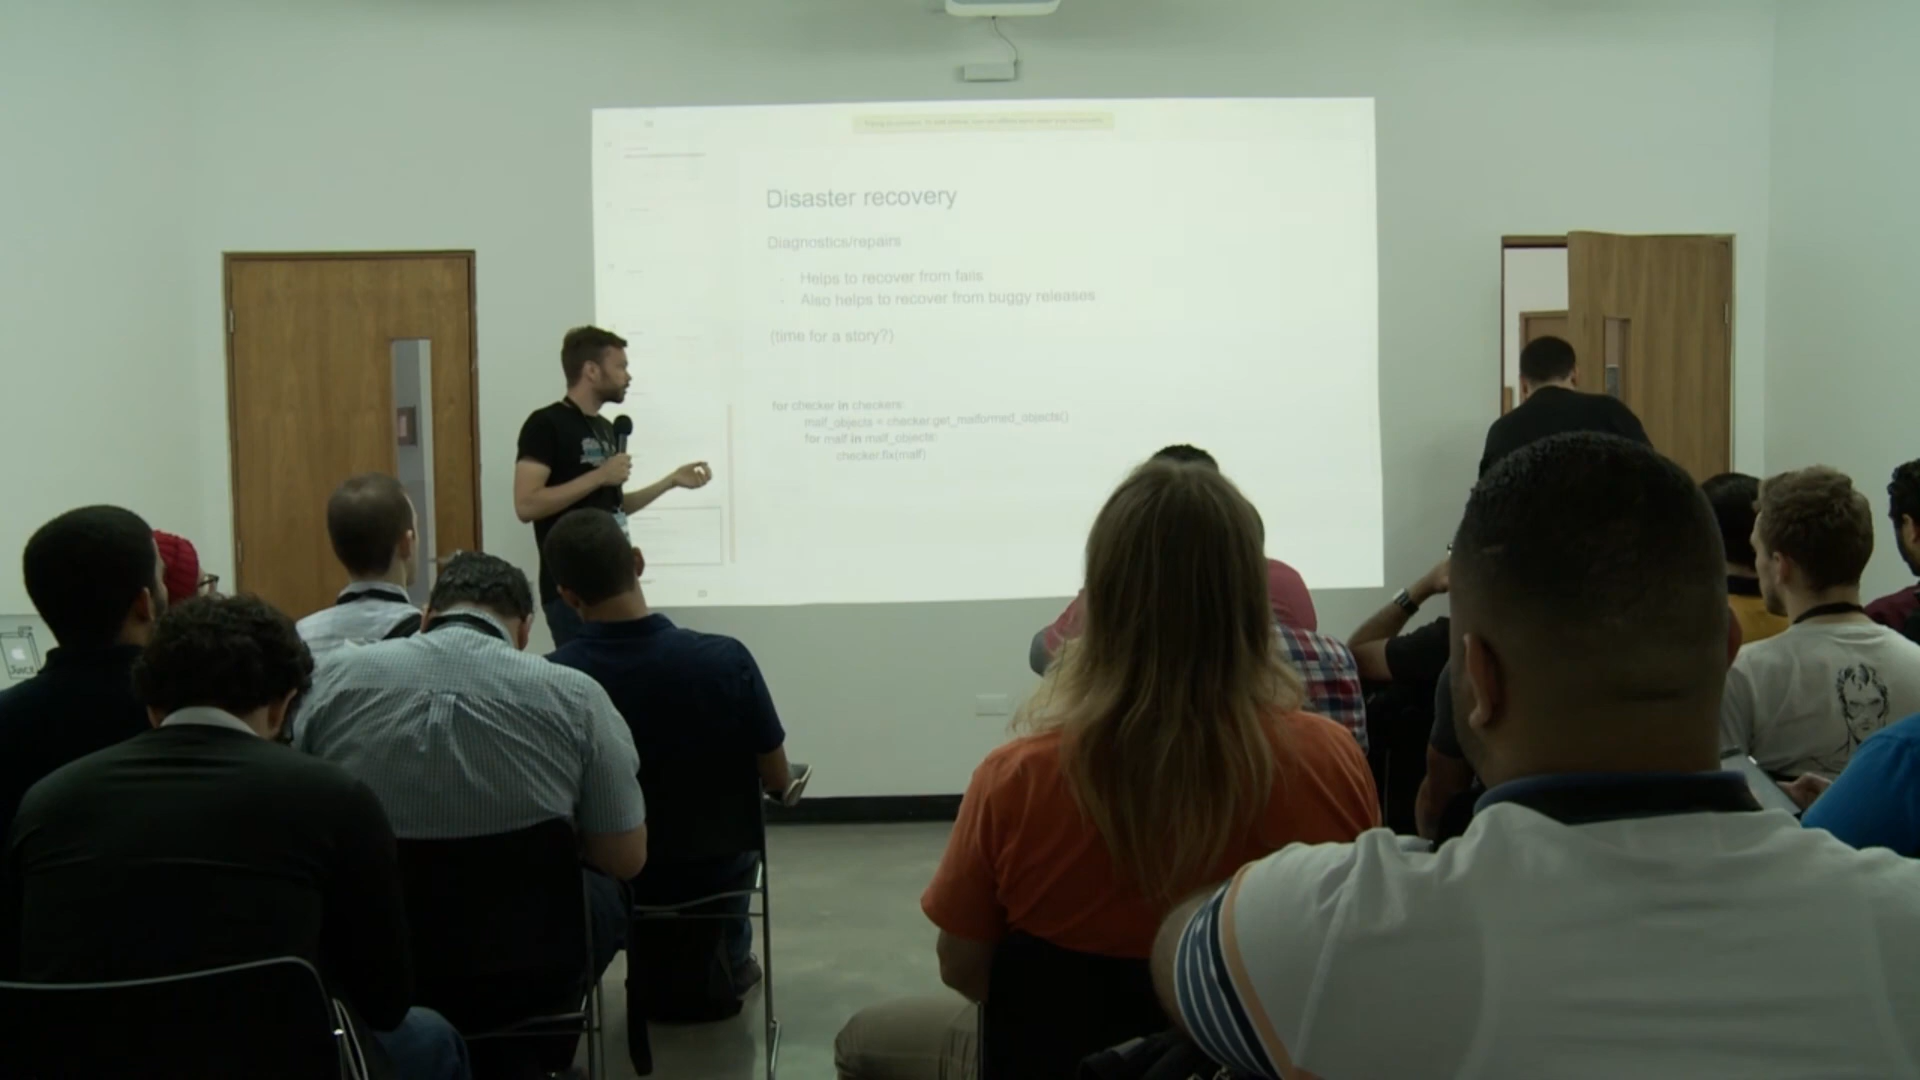 Disaster recovery
Diagnostics/repairs
- Helps to recover from fails
- Also helps to recover from buggy releases
(time for a story?)
for checker in checkers:
malf_objects = checker.get_malformed_objects()
for malf in malf_objects:
checker.fix(malf)